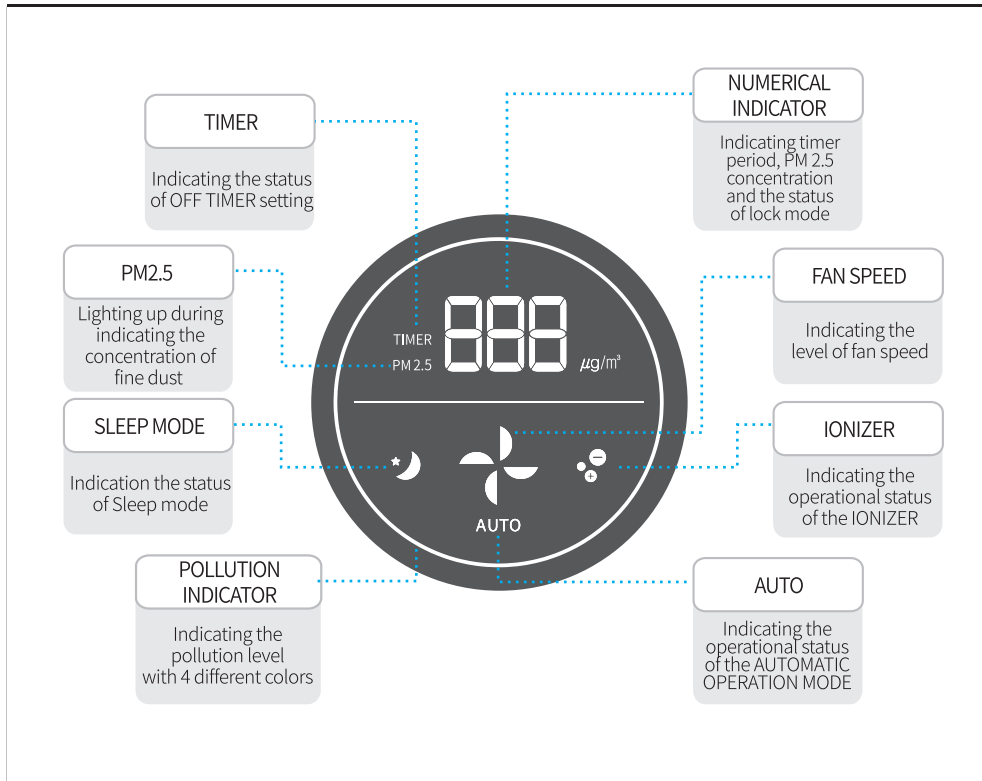 TIMER
Indicating the status
of OFF TIMER setting
PM2.5
Lighting up during
indicating the
concentration of
fine dust
SLEEP MODE
Indication the status
of Sleep mode
POLLUTION
INDICATOR
Indicating the
pollution level
with 4 different colors
TIMER
PM 2.5
888
µg/m³
AUTO
NUMERICAL
INDICATOR
Indicating timer
period, PM 2.5
concentration
and the status
of lock mode
FAN SPEED
Indicating the
level of fan speed
IONIZER
Indicating the
operational status
of the IONIZER
AUTO
Indicating the
operational status
of the AUTOMATIC
OPERATION MODE